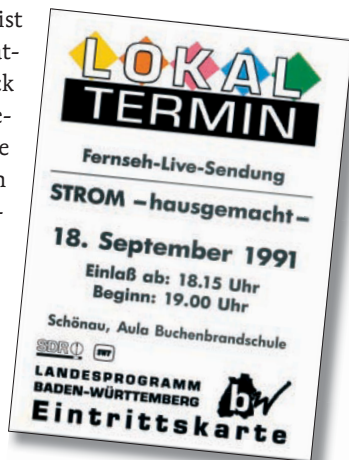 ist
nt-
ck
e-
e
n
-
LOKAL
TERMIN
Fernseh-Live-Sendung
STROM –hausgemacht–
18. September 1991
Einlaß ab: 18.15 Uhr
Beginn: 19.00 Uhr
Schönau, Aula Buchenbrandschule
SDR
LANDESPROGRAMM
BADEN-WÜRTTEMBERG
bw
Eintrittskarte